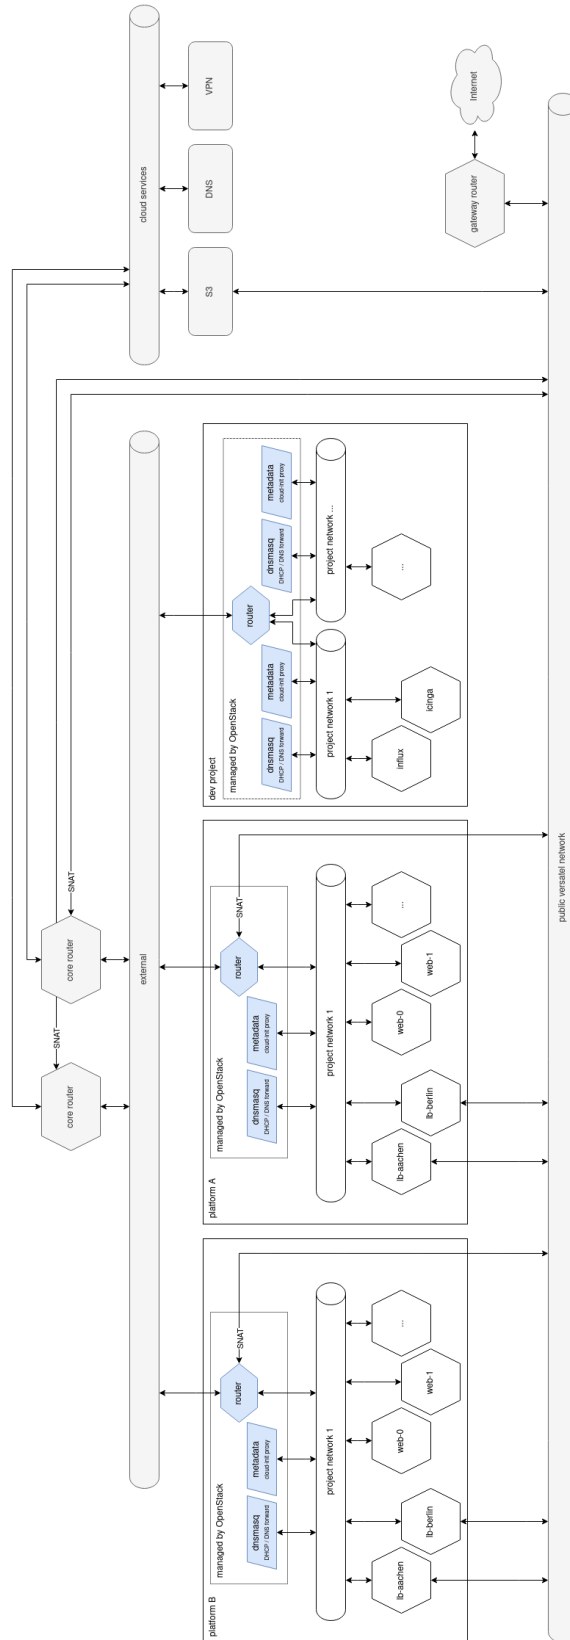 core router
SNAT
core router
SNAT
external
cloud services
S3
DNS
VPN
Internet
gateway router
public versatel network
platform B
managed by OpenStack
dnsmasq
DHCP / DNS forward
metadata
cloud-init proxy
router
SNAT
project network 1
lb-aachen
lb-berlin
web-0
web-1
...
platform A
managed by OpenStack
dnsmasq
DHCP / DNS forward
metadata
cloud-init proxy
router
SNAT
project network 1
lb-aachen
lb-berlin
web-0
web-1
...
dev project
managed by OpenStack
dnsmasq
DHCP / DNS forward
metadata
cloud-init proxy
router
dnsmasq
DHCP / DNS forward
metadata
cloud-init proxy
project network 1
project network ...
influx
icinga
...